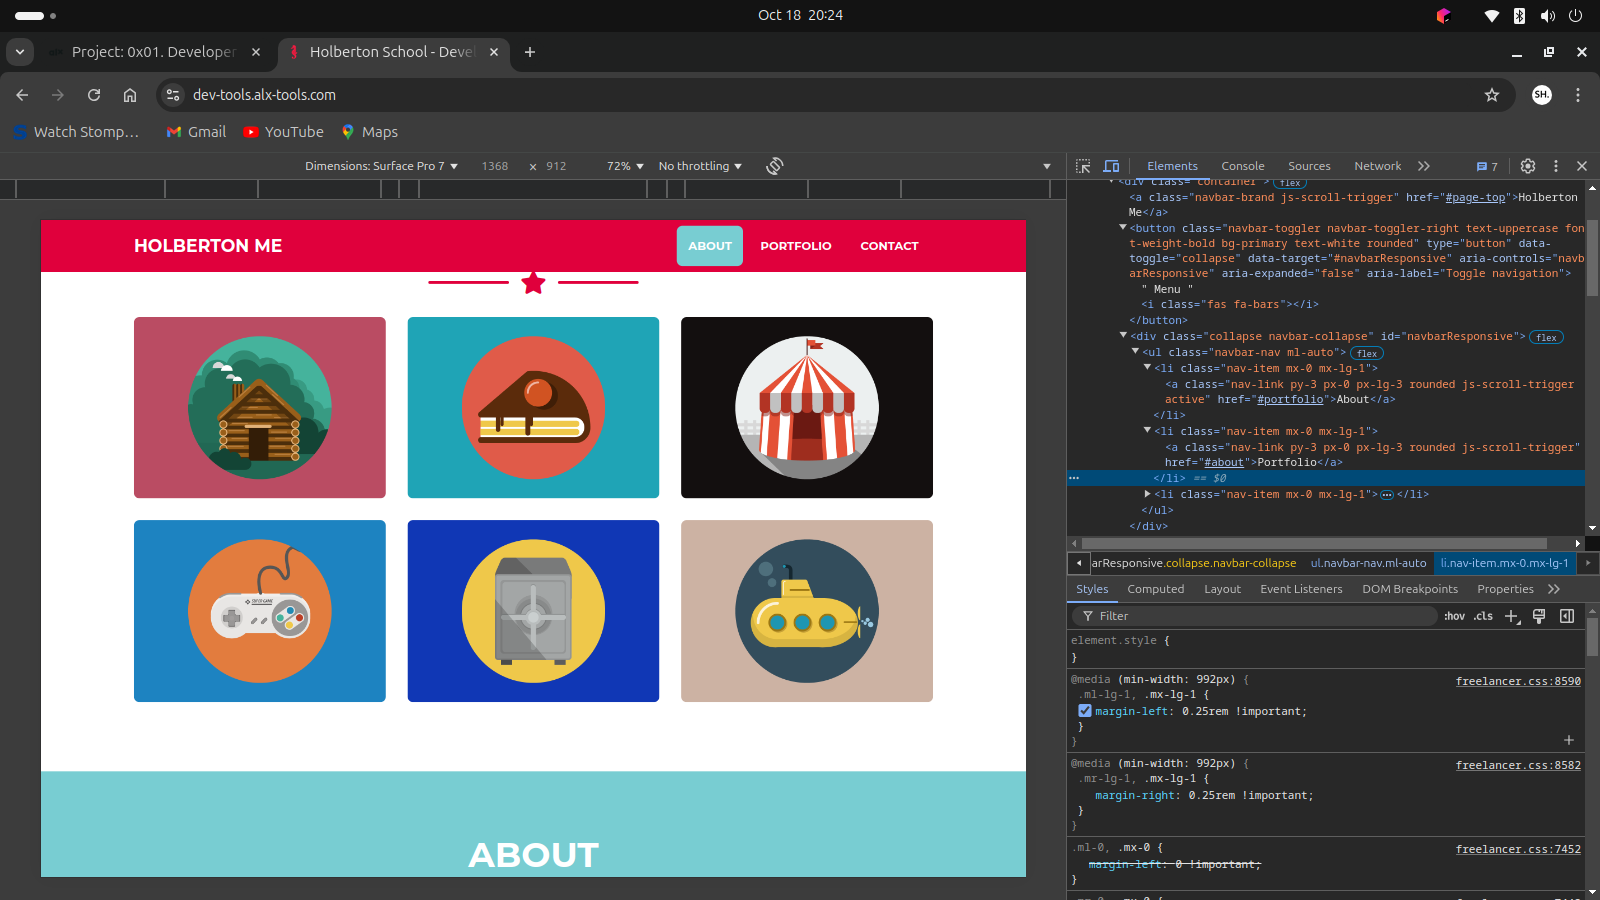 Oct 18 20:24
Project: 0x01. Developer
Holberton School - Deve
dev-tools.alx-tools.com
SH.
Watch Stomp... Gmail YouTube Maps
Dimensions: Surface Pro 7 1368 × 912 72% No throttling
Elements Console Sources Network 7
HOLBERTON ME
ABOUT PORTFOLIO CONTACT
ABOUT
<div class="container"> flex
<a class="navbar-brand js-scroll-trigger" href="#page-top">Holberton
Me</a>
<button class="navbar-toggler navbar-toggler-right text-uppercase fon
t-weight-bold bg-primary text-white rounded" type="button" data-
toggle="collapse" data-target="#navbarResponsive" aria-controls="navb
arResponsive" aria-expanded="false" aria-label="Toggle navigation">
" Menu "
<i class="fas fa-bars"></i>
</button>
<div class="collapse navbar-collapse" id="navbarResponsive"> flex
<ul class="navbar-nav ml-auto"> flex
<li class="nav-item mx-0 mx-lg-1">
<a class="nav-link py-3 px-0 px-lg-3 rounded js-scroll-trigger
active" href="#portfolio">About</a>
</li>
<li class="nav-item mx-0 mx-lg-1">
<a class="nav-link py-3 px-0 px-lg-3 rounded js-scroll-trigger"
href="#about">Portfolio</a>
</li> == $0
<li class="nav-item mx-0 mx-lg-1">…</li>
</ul>
</div>
arResponsive.collapse.navbar-collapse ul.navbar-nav.ml-auto li.nav-item.mx-0.mx-lg-1
Styles Computed Layout Event Listeners DOM Breakpoints Properties
Filter :hov .cls
element.style {
}
@media (min-width: 992px) { freelancer.css:8590
.ml-lg-1, .mx-lg-1 {
margin-left: 0.25rem !important;
}
}
@media (min-width: 992px) { freelancer.css:8582
.mr-lg-1, .mx-lg-1 {
margin-right: 0.25rem !important;
}
}
.ml-0, .mx-0 { freelancer.css:7452
margin-left: 0 !important;
}